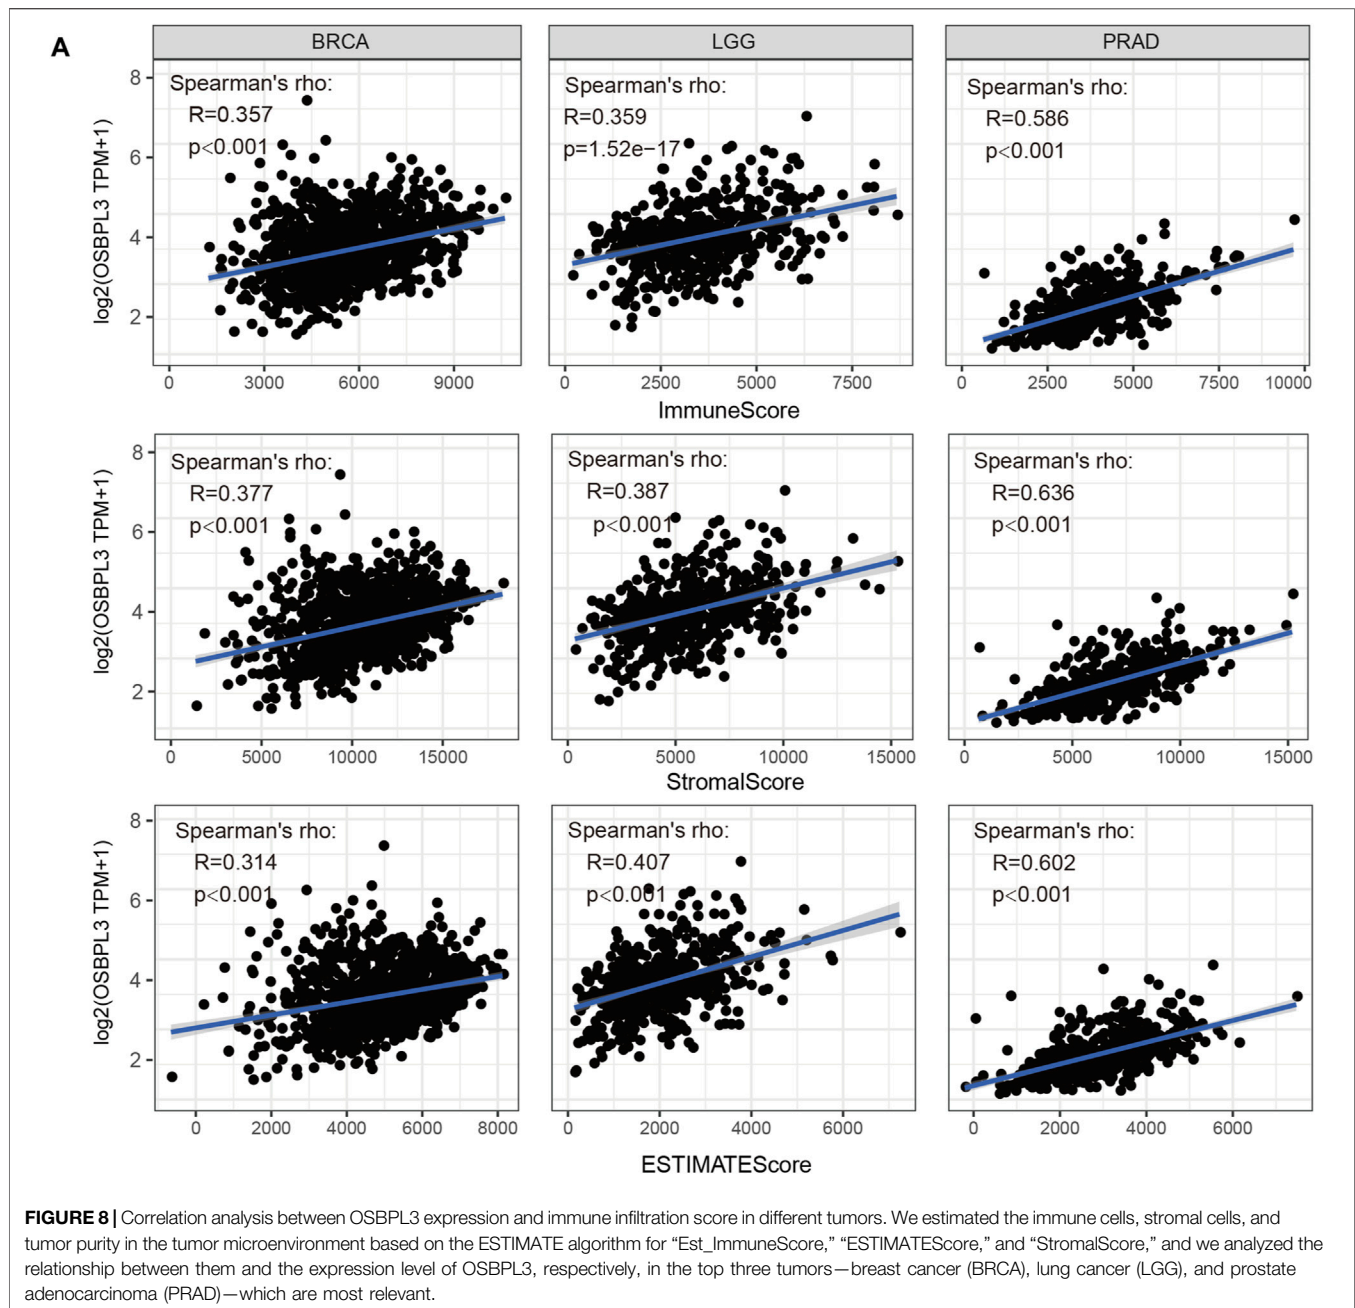 A
BRCA
LGG
PRAD
log2(OSBPL3 TPM+1)
8
6
4
2
Spearman's rho:
R=0.357
p<0.001
Spearman's rho:
R=0.359
p=1.52e−17
Spearman's rho:
R=0.586
p<0.001
0 3000 6000 9000
0 2500 5000 7500
0 2500 5000 7500 10000
ImmuneScore
log2(OSBPL3 TPM+1)
8
6
4
2
Spearman's rho:
R=0.377
p<0.001
Spearman's rho:
R=0.387
p<0.001
Spearman's rho:
R=0.636
p<0.001
0 5000 10000 15000
0 5000 10000 15000
0 5000 10000 15000
StromalScore
log2(OSBPL3 TPM+1)
8
6
4
2
Spearman's rho:
R=0.314
p<0.001
Spearman's rho:
R=0.407
p<0.001
Spearman's rho:
R=0.602
p<0.001
0 2000 4000 6000 8000
0 2000 4000 6000
0 2000 4000 6000
ESTIMATEScore
FIGURE 8 | Correlation analysis between OSBPL3 expression and immune infiltration score in different tumors. We estimated the immune cells, stromal cells, and
tumor purity in the tumor microenvironment based on the ESTIMATE algorithm for “Est_ImmuneScore,” “ESTIMATEScore,” and “StromalScore,” and we analyzed the
relationship between them and the expression level of OSBPL3, respectively, in the top three tumors—breast cancer (BRCA), lung cancer (LGG), and prostate
adenocarcinoma (PRAD)—which are most relevant.